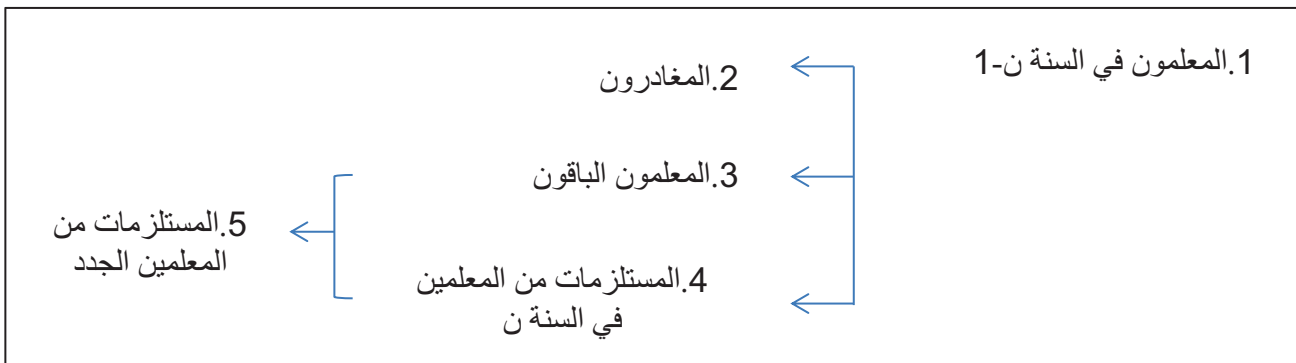 1.المعلمون في السنة ن-1
2.المغادرون
3.المعلمون الباقون
4.المستلزمات من المعلمين
في السنة ن
5.المستلزمات من
المعلمين الجدد